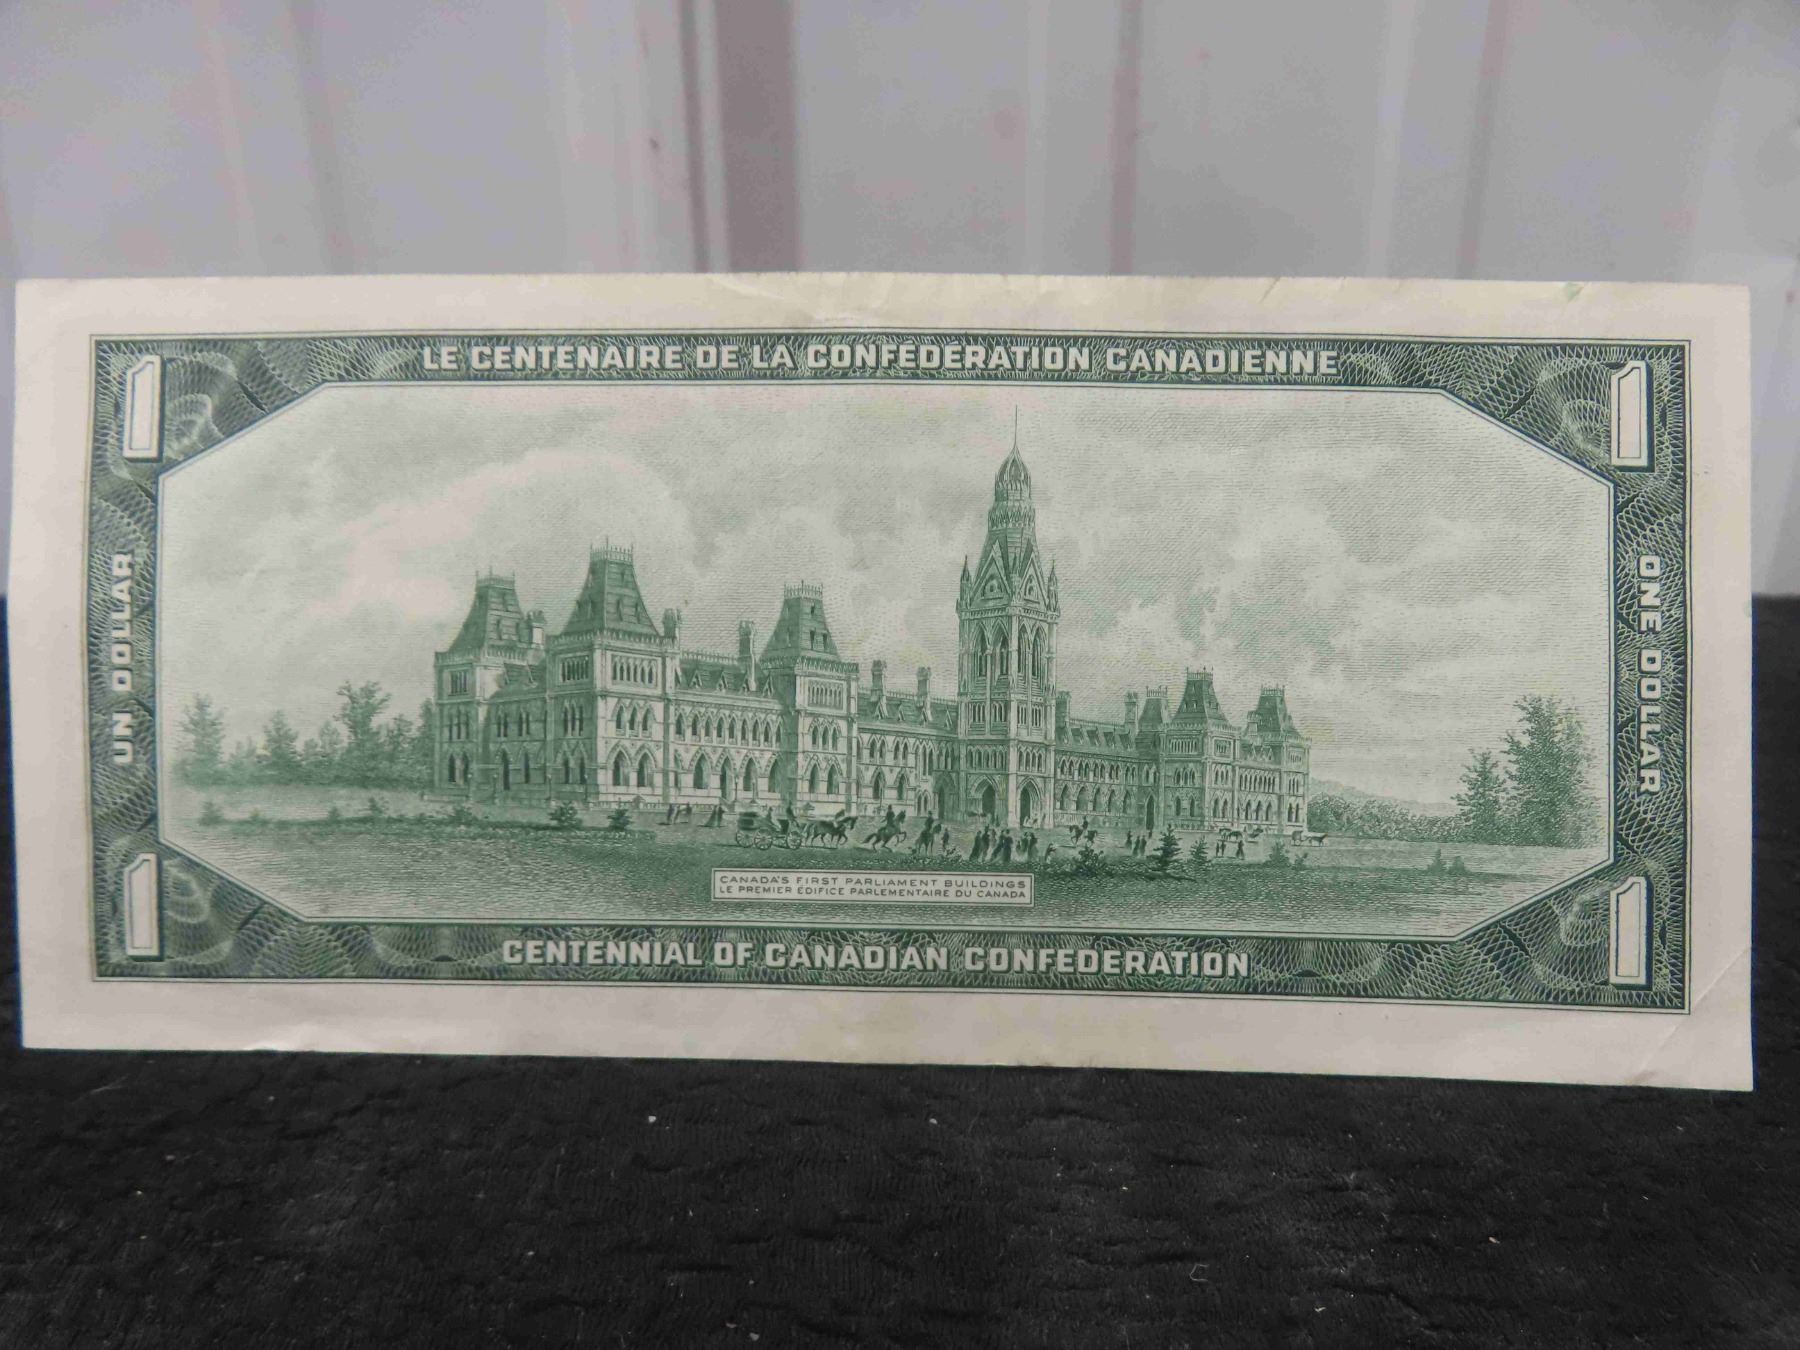 LE CENTENAIRE DE LA CONFEDERATION CANADIENNE
1
1
UN DOLLAR
ONE DOLLAR
CANADA'S FIRST PARLIAMENT BUILDINGS
LE PREMIER ÉDIFICE PARLEMENTAIRE DU CANADA
1
1
CENTENNIAL OF CANADIAN CONFEDERATION